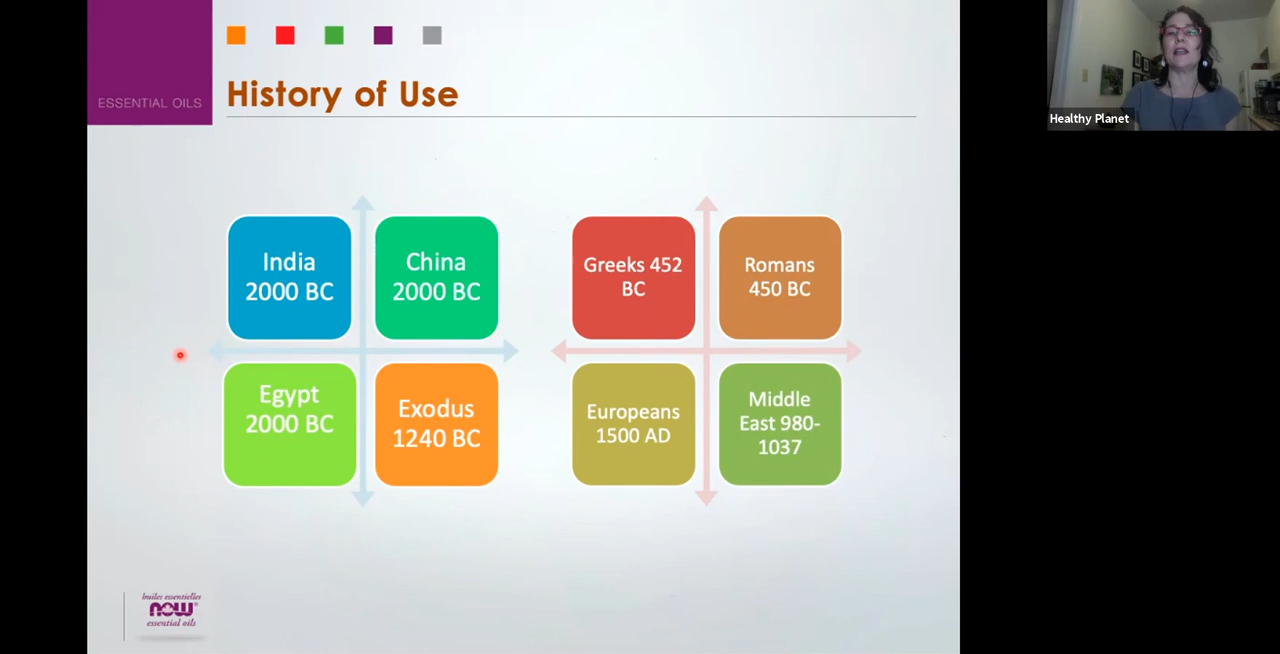 ESSENTIAL OILS
History of Use
Healthy Planet
India
2000 BC
China
2000 BC
Egypt
2000 BC
Exodus
1240 BC
Greeks 452
BC
Romans
450 BC
Europeans
1500 AD
Middle
East 980-
1037
huiles essentielles
NOW®
essential oils